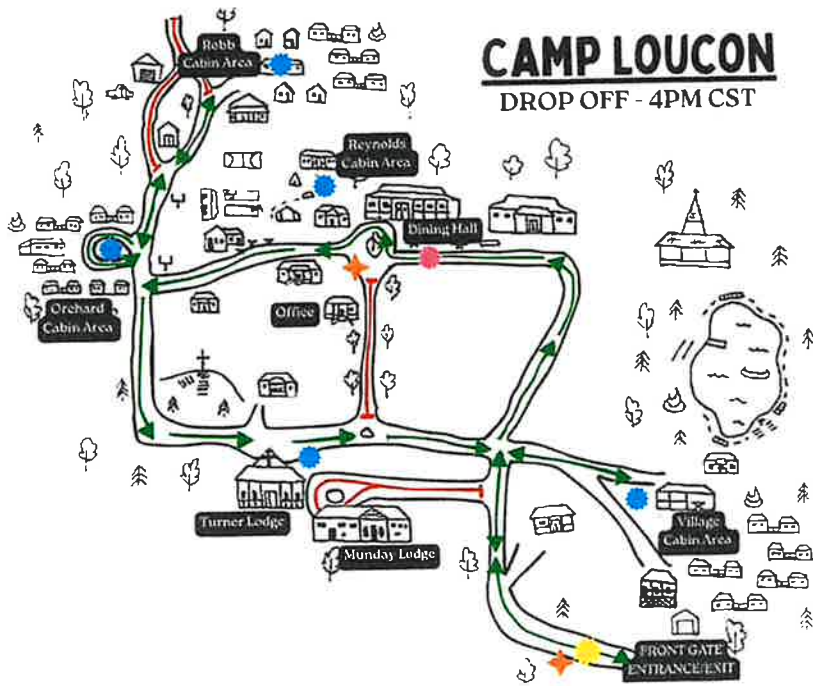 CAMP LOUCON
DROP OFF - 4PM CST
Robb
Cabin Area
Reynolds
Cabin Area
Dining Hall
Orchard
Cabin Area
Office
Turner Lodge
Munday Lodge
Village
Cabin Area
FRONT GATE
ENTRANCE/EXIT